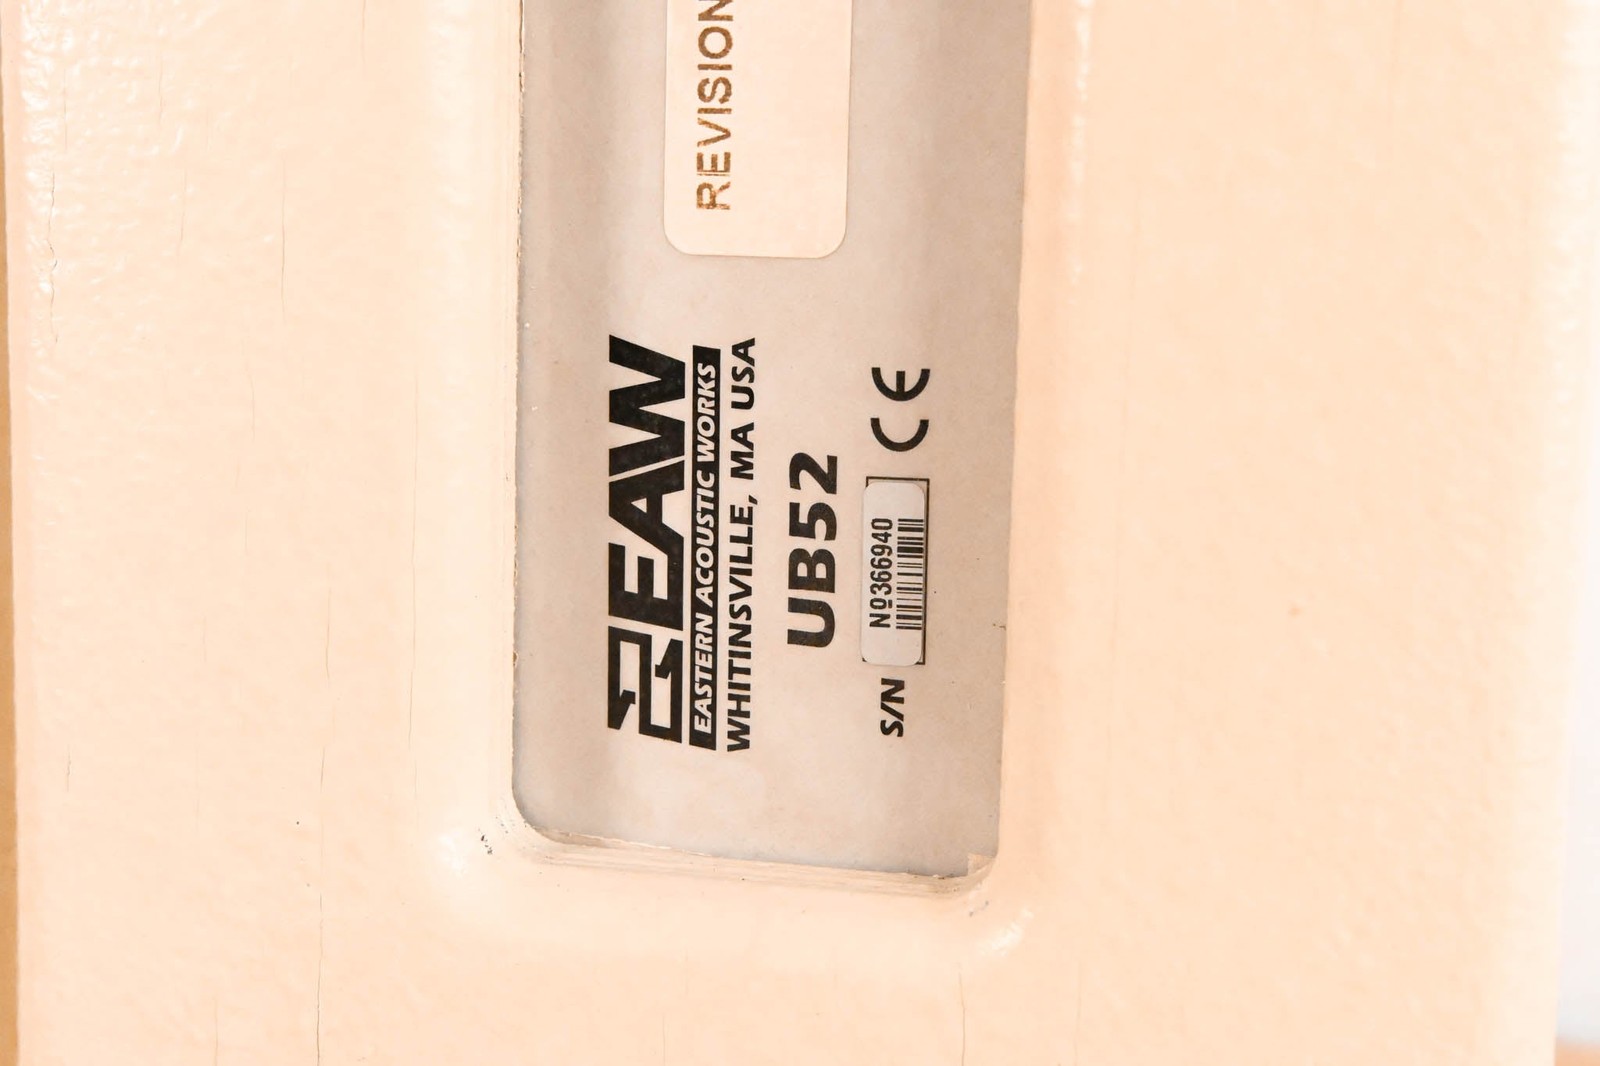 EAW
EASTERN ACOUSTIC WORKS
WHITINSVILLE, MA USA
UB52
S/N Nº366940 CE
REVISION